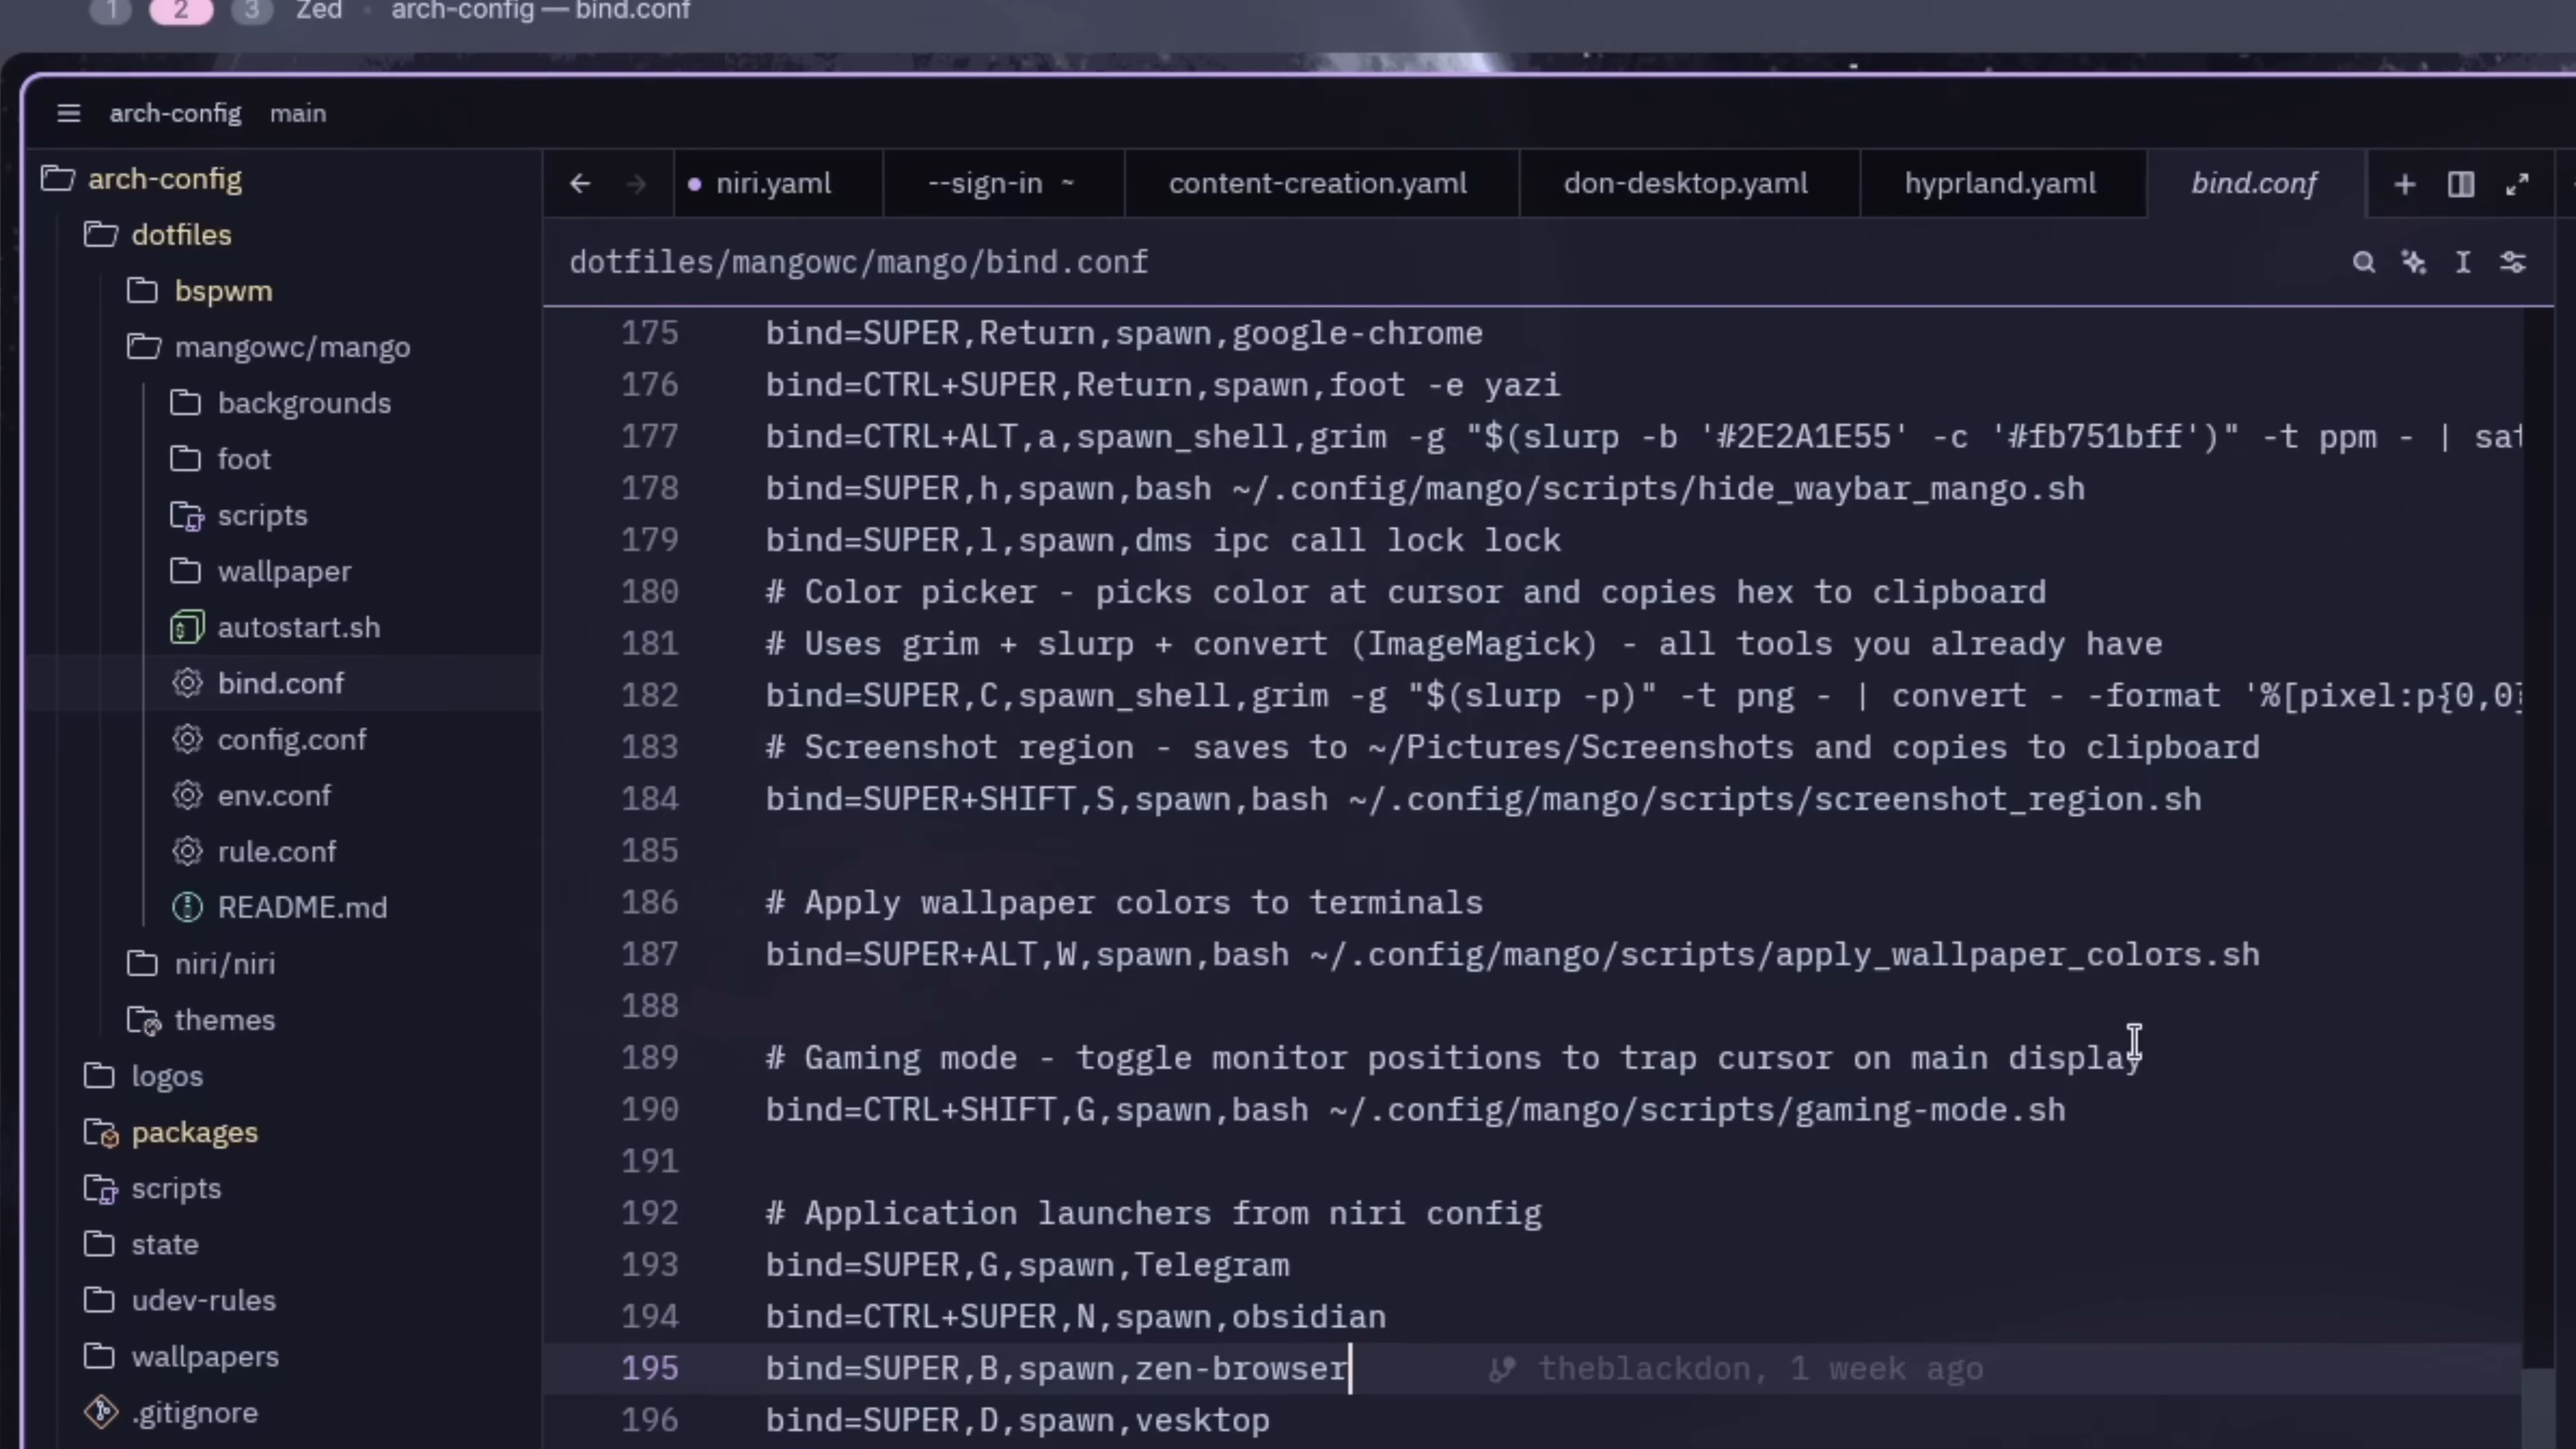 1 2 3 Zed · arch-config — bind.conf
arch-config main
arch-config
dotfiles
bspwm
mangowc/mango
backgrounds
foot
scripts
wallpaper
autostart.sh
bind.conf
config.conf
env.conf
rule.conf
README.md
niri/niri
themes
logos
packages
scripts
state
udev-rules
wallpapers
.gitignore
niri.yaml --sign-in ~ content-creation.yaml don-desktop.yaml hyprland.yaml bind.conf
dotfiles/mangowc/mango/bind.conf
175 bind=SUPER,Return,spawn,google-chrome
176 bind=CTRL+SUPER,Return,spawn,foot -e yazi
177 bind=CTRL+ALT,a,spawn_shell,grim -g "$(slurp -b '#2E2A1E55' -c '#fb751bff')" -t ppm - | sat
178 bind=SUPER,h,spawn,bash ~/.config/mango/scripts/hide_waybar_mango.sh
179 bind=SUPER,l,spawn,dms ipc call lock lock
180 # Color picker - picks color at cursor and copies hex to clipboard
181 # Uses grim + slurp + convert (ImageMagick) - all tools you already have
182 bind=SUPER,C,spawn_shell,grim -g "$(slurp -p)" -t png - | convert - -format '%[pixel:p{0,0}
183 # Screenshot region - saves to ~/Pictures/Screenshots and copies to clipboard
184 bind=SUPER+SHIFT,S,spawn,bash ~/.config/mango/scripts/screenshot_region.sh
185
186 # Apply wallpaper colors to terminals
187 bind=SUPER+ALT,W,spawn,bash ~/.config/mango/scripts/apply_wallpaper_colors.sh
188
189 # Gaming mode - toggle monitor positions to trap cursor on main display
190 bind=CTRL+SHIFT,G,spawn,bash ~/.config/mango/scripts/gaming-mode.sh
191
192 # Application launchers from niri config
193 bind=SUPER,G,spawn,Telegram
194 bind=CTRL+SUPER,N,spawn,obsidian
195 bind=SUPER,B,spawn,zen-browser theblackdon, 1 week ago
196 bind=SUPER,D,spawn,vesktop